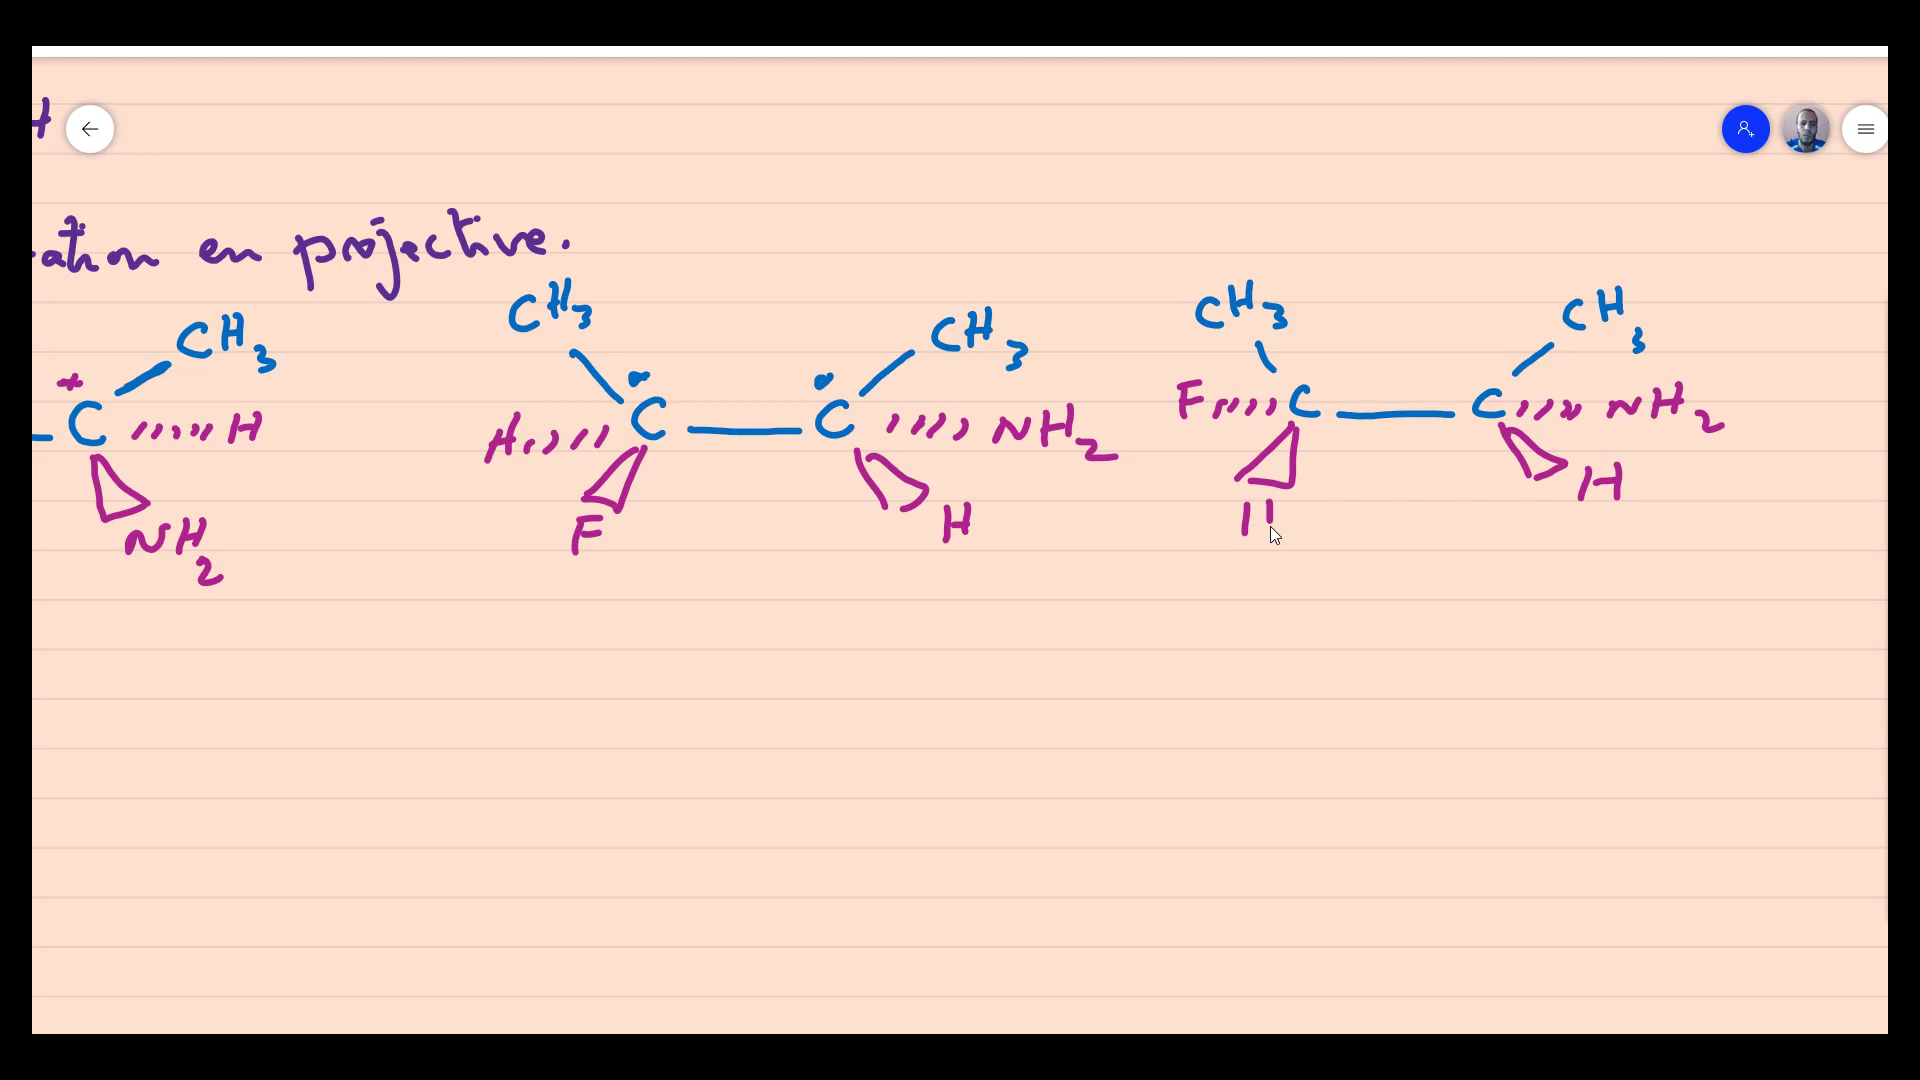 ation en projective.
CH3 CH3 CH3 CH3 CH3
C H H C C NH2 F C C NH2
NH2 F H H